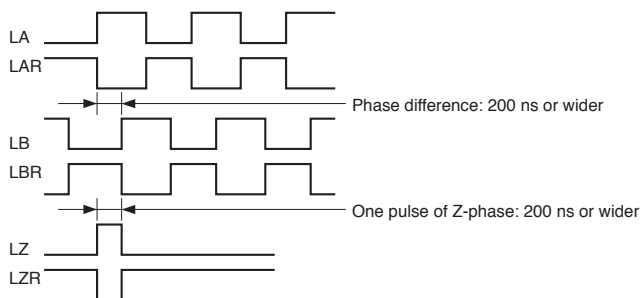 LA
LAR
Phase difference: 200 ns or wider
LB
LBR
One pulse of Z-phase: 200 ns or wider
LZ
LZR